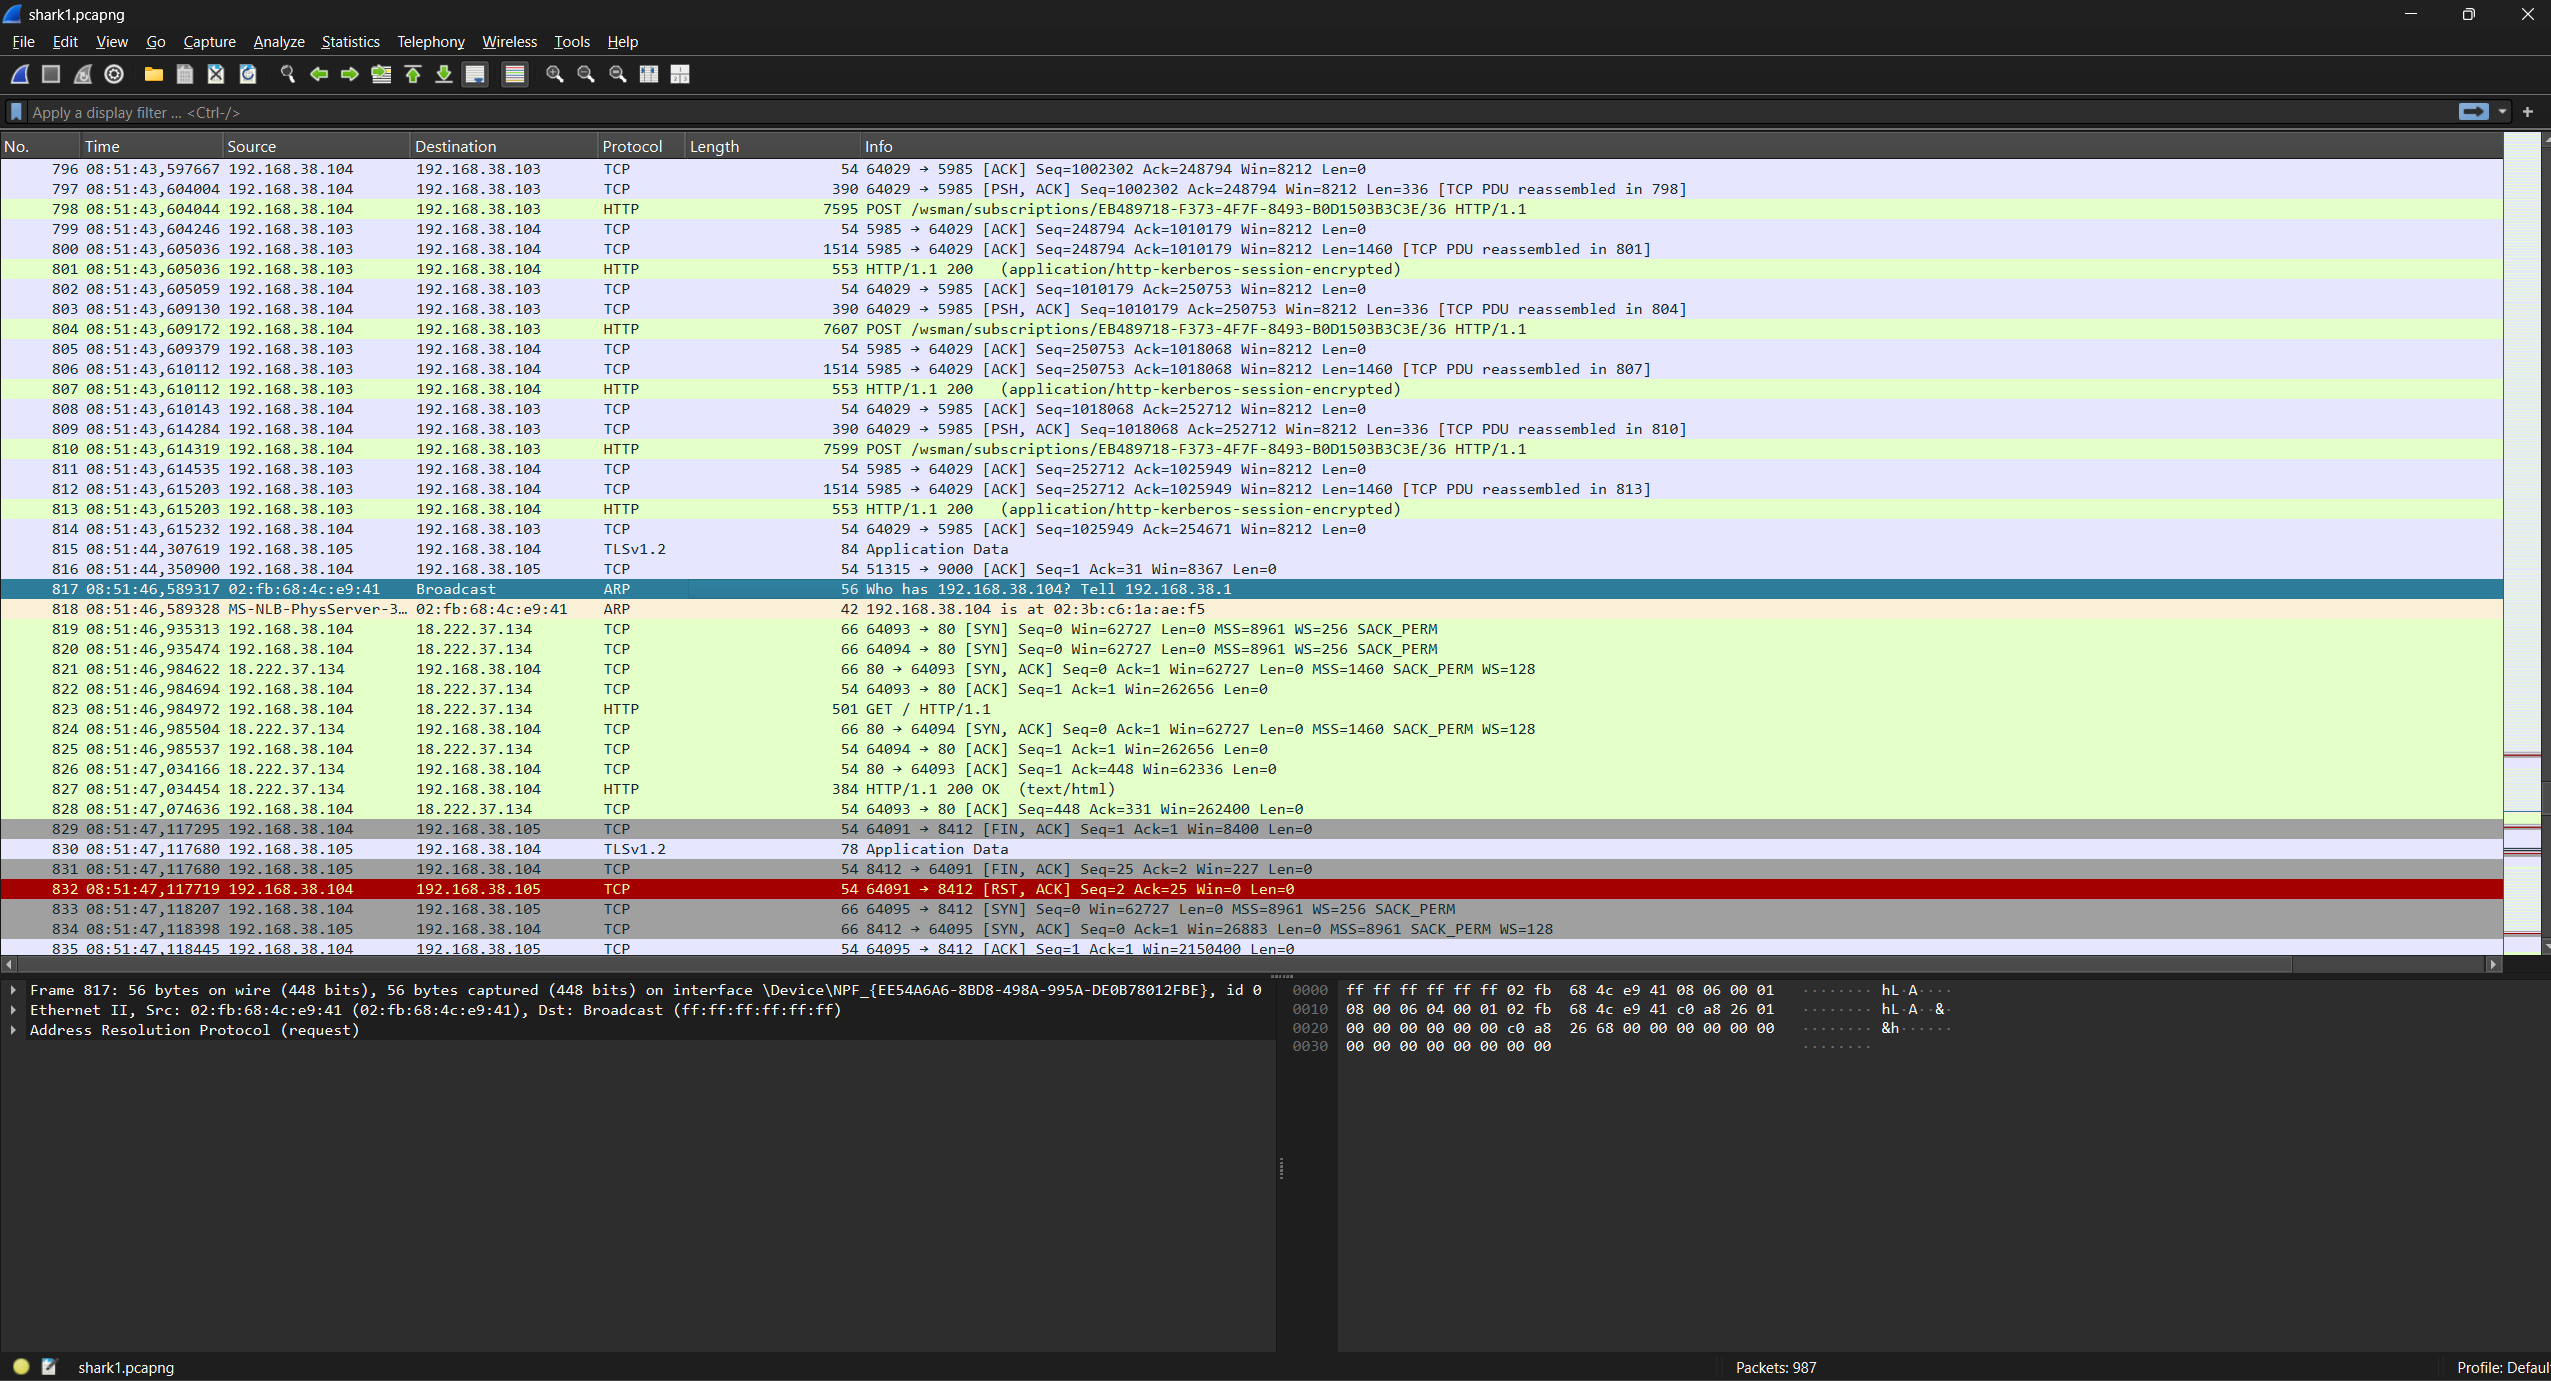 shark1.pcapng
File Edit View Go Capture Analyze Statistics Telephony Wireless Tools Help
Apply a display filter ... <Ctrl-/>
No. Time Source Destination Protocol Length Info
796 08:51:43,597667 192.168.38.104 192.168.38.103 TCP 54 64029 → 5985 [ACK] Seq=1002302 Ack=248794 Win=8212 Len=0
797 08:51:43,604004 192.168.38.104 192.168.38.103 TCP 390 64029 → 5985 [PSH, ACK] Seq=1002302 Ack=248794 Win=8212 Len=336 [TCP PDU reassembled in 798]
798 08:51:43,604044 192.168.38.104 192.168.38.103 HTTP 7595 POST /wsman/subscriptions/EB489718-F373-4F7F-8493-B0D1503B3C3E/36 HTTP/1.1
799 08:51:43,604246 192.168.38.103 192.168.38.104 TCP 54 5985 → 64029 [ACK] Seq=248794 Ack=1010179 Win=8212 Len=0
800 08:51:43,605036 192.168.38.103 192.168.38.104 TCP 1514 5985 → 64029 [ACK] Seq=248794 Ack=1010179 Win=8212 Len=1460 [TCP PDU reassembled in 801]
801 08:51:43,605036 192.168.38.103 192.168.38.104 HTTP 553 HTTP/1.1 200 (application/http-kerberos-session-encrypted)
802 08:51:43,605059 192.168.38.104 192.168.38.103 TCP 54 64029 → 5985 [ACK] Seq=1010179 Ack=250753 Win=8212 Len=0
803 08:51:43,609130 192.168.38.104 192.168.38.103 TCP 390 64029 → 5985 [PSH, ACK] Seq=1010179 Ack=250753 Win=8212 Len=336 [TCP PDU reassembled in 804]
804 08:51:43,609172 192.168.38.104 192.168.38.103 HTTP 7607 POST /wsman/subscriptions/EB489718-F373-4F7F-8493-B0D1503B3C3E/36 HTTP/1.1
805 08:51:43,609379 192.168.38.103 192.168.38.104 TCP 54 5985 → 64029 [ACK] Seq=250753 Ack=1018068 Win=8212 Len=0
806 08:51:43,610112 192.168.38.103 192.168.38.104 TCP 1514 5985 → 64029 [ACK] Seq=250753 Ack=1018068 Win=8212 Len=1460 [TCP PDU reassembled in 807]
807 08:51:43,610112 192.168.38.103 192.168.38.104 HTTP 553 HTTP/1.1 200 (application/http-kerberos-session-encrypted)
808 08:51:43,610143 192.168.38.104 192.168.38.103 TCP 54 64029 → 5985 [ACK] Seq=1018068 Ack=252712 Win=8212 Len=0
809 08:51:43,614284 192.168.38.104 192.168.38.103 TCP 390 64029 → 5985 [PSH, ACK] Seq=1018068 Ack=252712 Win=8212 Len=336 [TCP PDU reassembled in 810]
810 08:51:43,614319 192.168.38.104 192.168.38.103 HTTP 7599 POST /wsman/subscriptions/EB489718-F373-4F7F-8493-B0D1503B3C3E/36 HTTP/1.1
811 08:51:43,614535 192.168.38.103 192.168.38.104 TCP 54 5985 → 64029 [ACK] Seq=252712 Ack=1025949 Win=8212 Len=0
812 08:51:43,615203 192.168.38.103 192.168.38.104 TCP 1514 5985 → 64029 [ACK] Seq=252712 Ack=1025949 Win=8212 Len=1460 [TCP PDU reassembled in 813]
813 08:51:43,615203 192.168.38.103 192.168.38.104 HTTP 553 HTTP/1.1 200 (application/http-kerberos-session-encrypted)
814 08:51:43,615232 192.168.38.104 192.168.38.103 TCP 54 64029 → 5985 [ACK] Seq=1025949 Ack=254671 Win=8212 Len=0
815 08:51:44,307619 192.168.38.105 192.168.38.104 TLSv1.2 84 Application Data
816 08:51:44,350900 192.168.38.104 192.168.38.105 TCP 54 51315 → 9000 [ACK] Seq=1 Ack=31 Win=8367 Len=0
817 08:51:46,589317 02:fb:68:4c:e9:41 Broadcast ARP 56 Who has 192.168.38.104? Tell 192.168.38.1
818 08:51:46,589328 MS-NLB-PhysServer-3… 02:fb:68:4c:e9:41 ARP 42 192.168.38.104 is at 02:3b:c6:1a:ae:f5
819 08:51:46,935313 192.168.38.104 18.222.37.134 TCP 66 64093 → 80 [SYN] Seq=0 Win=62727 Len=0 MSS=8961 WS=256 SACK_PERM
820 08:51:46,935474 192.168.38.104 18.222.37.134 TCP 66 64094 → 80 [SYN] Seq=0 Win=62727 Len=0 MSS=8961 WS=256 SACK_PERM
821 08:51:46,984622 18.222.37.134 192.168.38.104 TCP 66 80 → 64093 [SYN, ACK] Seq=0 Ack=1 Win=62727 Len=0 MSS=1460 SACK_PERM WS=128
822 08:51:46,984694 192.168.38.104 18.222.37.134 TCP 54 64093 → 80 [ACK] Seq=1 Ack=1 Win=262656 Len=0
823 08:51:46,984972 192.168.38.104 18.222.37.134 HTTP 501 GET / HTTP/1.1
824 08:51:46,985504 18.222.37.134 192.168.38.104 TCP 66 80 → 64094 [SYN, ACK] Seq=0 Ack=1 Win=62727 Len=0 MSS=1460 SACK_PERM WS=128
825 08:51:46,985537 192.168.38.104 18.222.37.134 TCP 54 64094 → 80 [ACK] Seq=1 Ack=1 Win=262656 Len=0
826 08:51:47,034166 18.222.37.134 192.168.38.104 TCP 54 80 → 64093 [ACK] Seq=1 Ack=448 Win=62336 Len=0
827 08:51:47,034454 18.222.37.134 192.168.38.104 HTTP 384 HTTP/1.1 200 OK (text/html)
828 08:51:47,074636 192.168.38.104 18.222.37.134 TCP 54 64093 → 80 [ACK] Seq=448 Ack=331 Win=262400 Len=0
829 08:51:47,117295 192.168.38.104 192.168.38.105 TCP 54 64091 → 8412 [FIN, ACK] Seq=1 Ack=1 Win=8400 Len=0
830 08:51:47,117680 192.168.38.105 192.168.38.104 TLSv1.2 78 Application Data
831 08:51:47,117680 192.168.38.105 192.168.38.104 TCP 54 8412 → 64091 [FIN, ACK] Seq=25 Ack=2 Win=227 Len=0
832 08:51:47,117719 192.168.38.104 192.168.38.105 TCP 54 64091 → 8412 [RST, ACK] Seq=2 Ack=25 Win=0 Len=0
833 08:51:47,118207 192.168.38.104 192.168.38.105 TCP 66 64095 → 8412 [SYN] Seq=0 Win=62727 Len=0 MSS=8961 WS=256 SACK_PERM
834 08:51:47,118398 192.168.38.105 192.168.38.104 TCP 66 8412 → 64095 [SYN, ACK] Seq=0 Ack=1 Win=26883 Len=0 MSS=8961 SACK_PERM WS=128
835 08:51:47,118445 192.168.38.104 192.168.38.105 TCP 54 64095 → 8412 [ACK] Seq=1 Ack=1 Win=2150400 Len=0
Frame 817: 56 bytes on wire (448 bits), 56 bytes captured (448 bits) on interface \Device\NPF_{EE54A6A6-8BD8-498A-995A-DE0B78012FBE}, id 0
Ethernet II, Src: 02:fb:68:4c:e9:41 (02:fb:68:4c:e9:41), Dst: Broadcast (ff:ff:ff:ff:ff:ff)
Address Resolution Protocol (request)
0000 ff ff ff ff ff ff 02 fb 68 4c e9 41 08 06 00 01 ········ hL·A····
0010 08 00 06 04 00 01 02 fb 68 4c e9 41 c0 a8 26 01 ········ hL·A··&·
0020 00 00 00 00 00 00 c0 a8 26 68 00 00 00 00 00 00 ········ &h······
0030 00 00 00 00 00 00 00 00 ········
shark1.pcapng
Packets: 987
Profile: Defaul